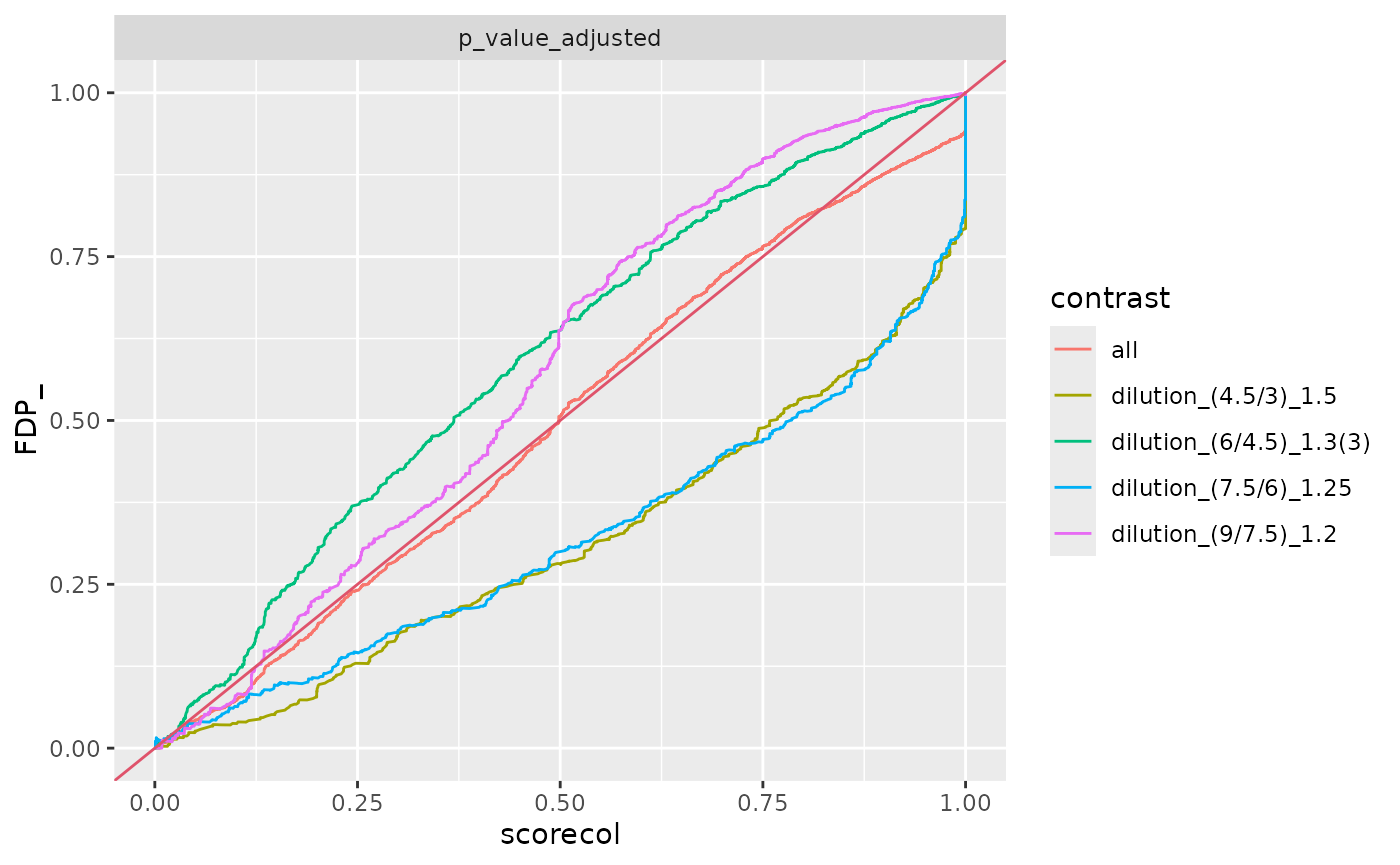 p_value_adjusted
1.00
0.75
0.50
0.25
0.00
FDP_
0.00 0.25 0.50 0.75 1.00
scorecol
contrast
all
dilution_(4.5/3)_1.5
dilution_(6/4.5)_1.3(3)
dilution_(7.5/6)_1.25
dilution_(9/7.5)_1.2